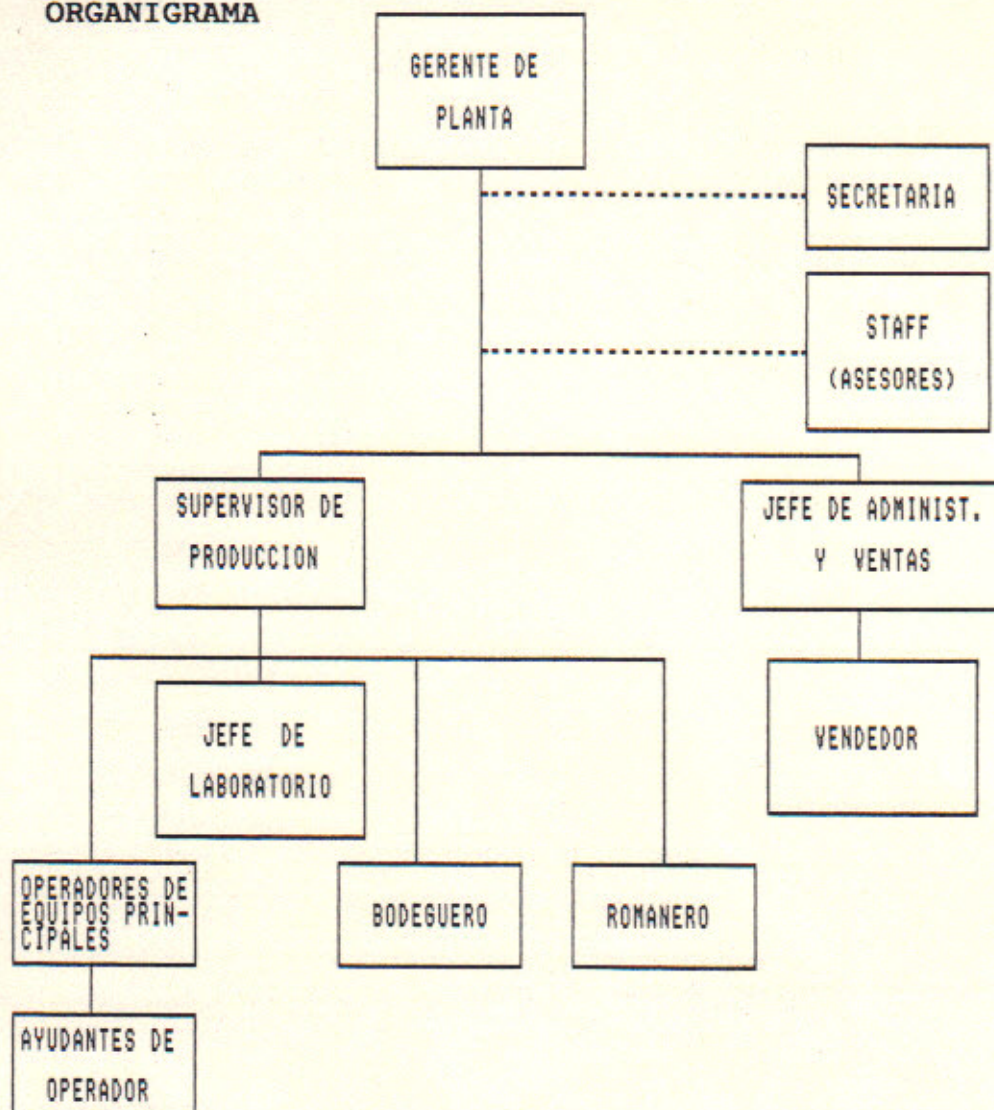 ORGANIGRAMA
GERENTE DE
PLANTA
SECRETARIA
STAFF
(ASESORES)
SUPERVISOR DE
PRODUCCION
JEFE DE ADMINIST.
Y VENTAS
JEFE DE
LABORATORIO
VENDEDOR
OPERADORES DE
EQUIPOS PRIN-
CIPALES
BODEGUERO
ROMANERO
AYUDANTES DE
OPERADOR